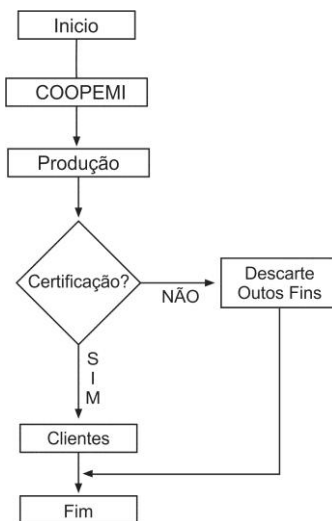 Inicio
COOPEMI
Produção
Certificação?
NÃO
Descarte
Outos Fins
S
I
M
Clientes
Fim